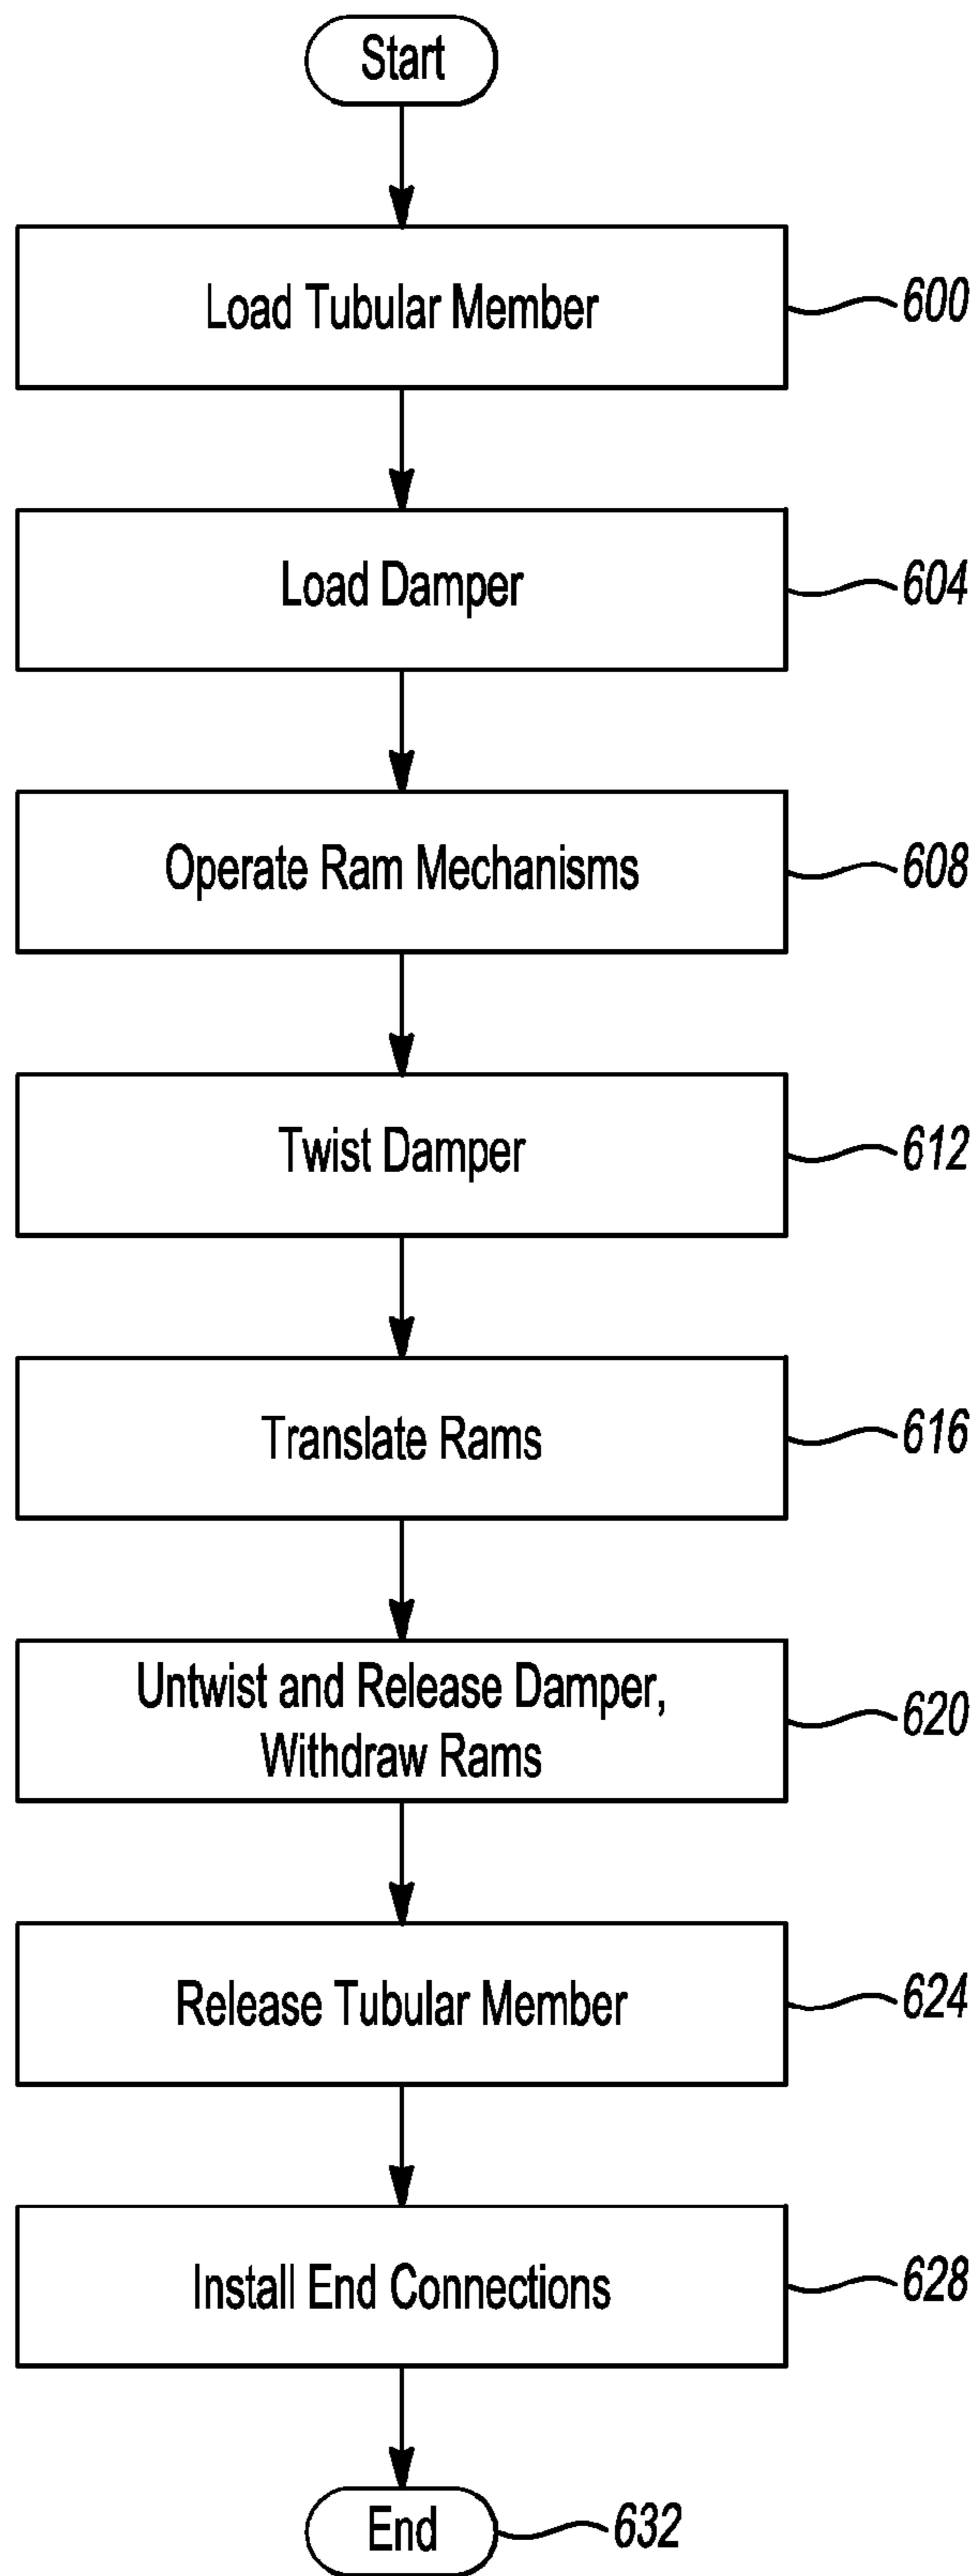 Start
Load Tubular Member
600
Load Damper
604
Operate Ram Mechanisms
608
Twist Damper
612
Translate Rams
616
Untwist and Release Damper,
Withdraw Rams
620
Release Tubular Member
624
Install End Connections
628
End
632